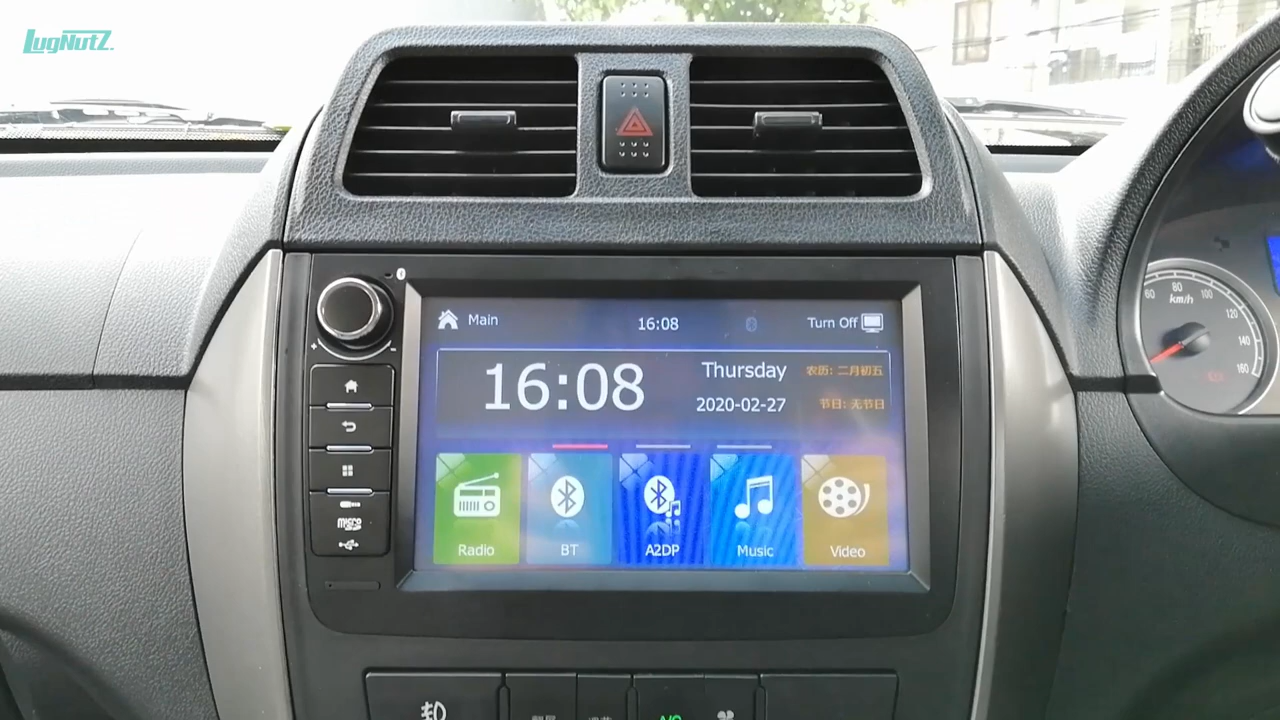 LUGNUTZ.
Main
16:08
Turn Off
16:08
Thursday
农历: 二月初五
2020-02-27
节日: 无节日
Radio
BT
A2DP
Music
Video
+
-
micro
60
80
100
120
140
160
km/h
A/C